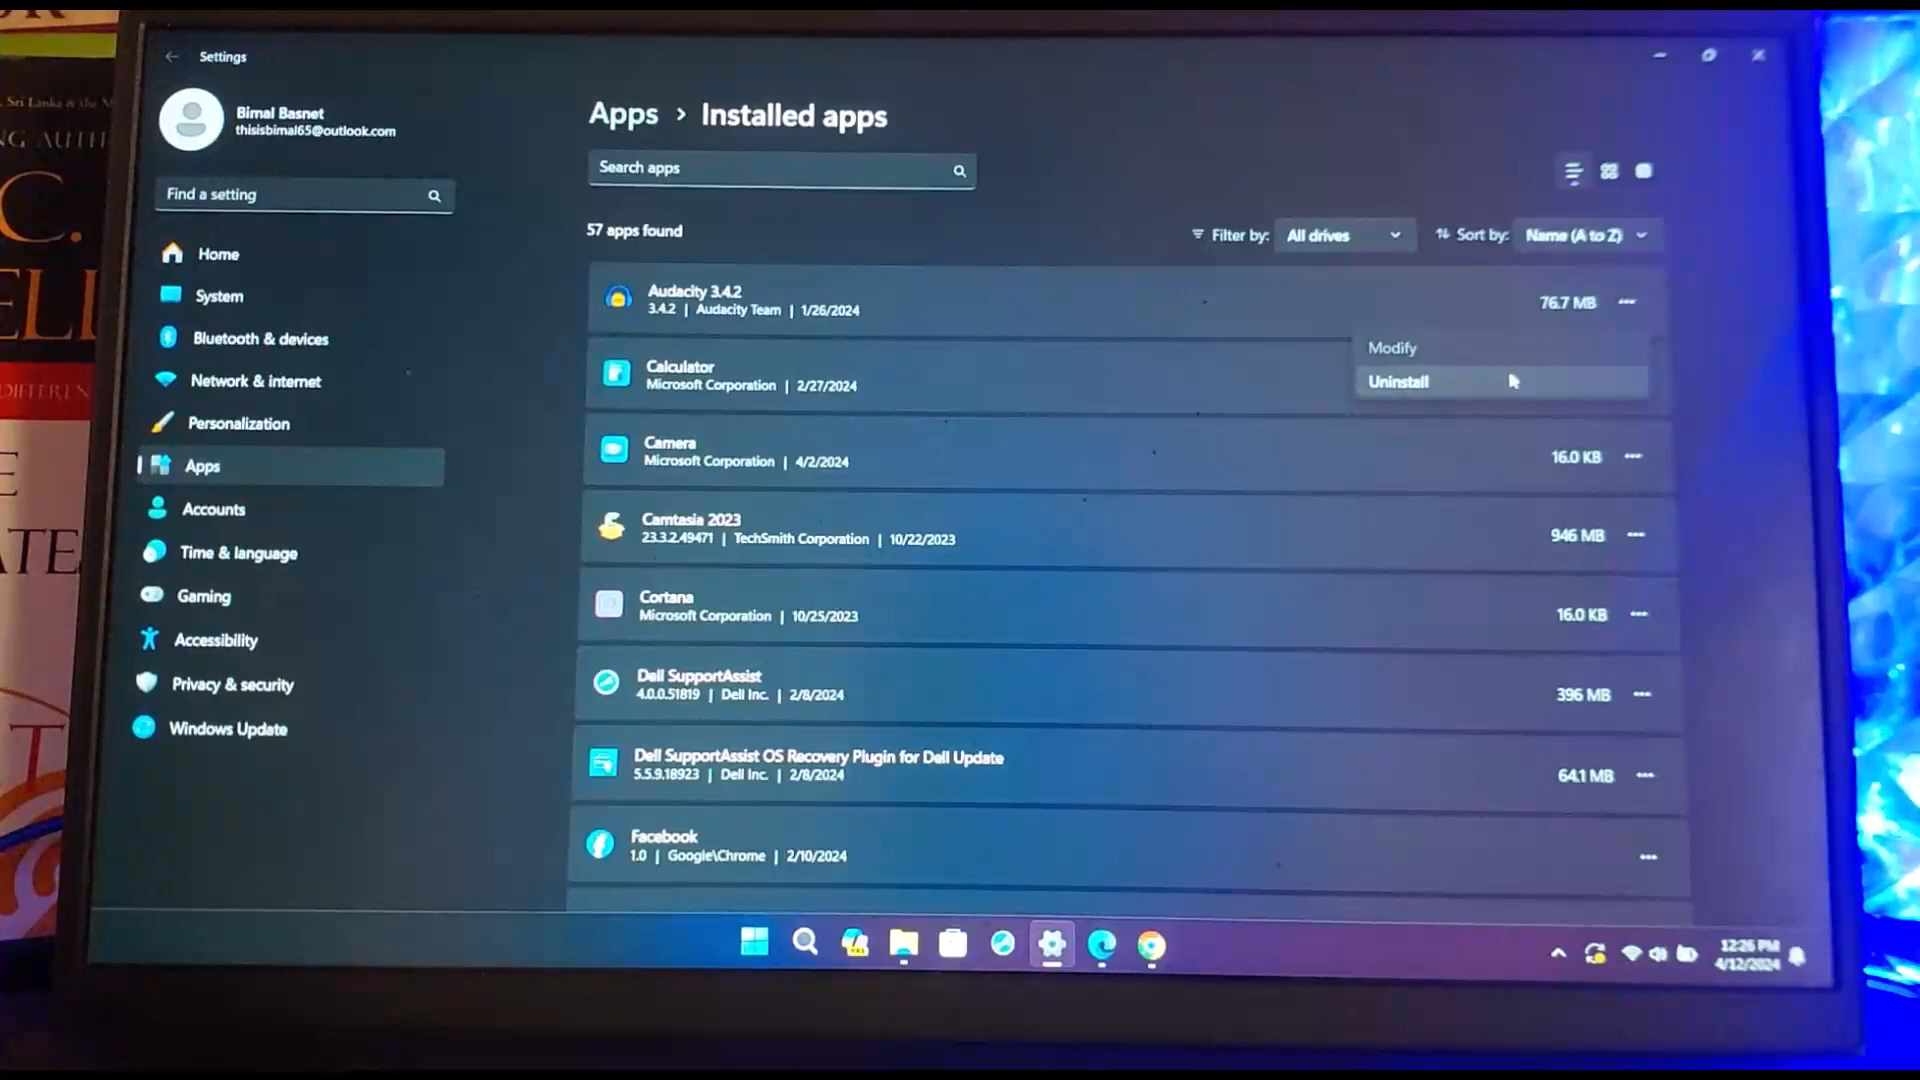 Settings
Bimal Basnet
thisisbimal65@outlook.com
Find a setting
Home
System
Bluetooth & devices
Network & internet
Personalization
Apps
Accounts
Time & language
Gaming
Accessibility
Privacy & security
Windows Update
Apps > Installed apps
Search apps
57 apps found
Filter by: All drives
Sort by: Name (A to Z)
Audacity 3.4.2
3.4.2 | Audacity Team | 1/26/2024
76.7 MB
Modify
Uninstall
Calculator
Microsoft Corporation | 2/27/2024
Camera
Microsoft Corporation | 4/2/2024
16.0 KB
Camtasia 2023
23.3.2.49471 | TechSmith Corporation | 10/22/2023
946 MB
Cortana
Microsoft Corporation | 10/25/2023
16.0 KB
Dell SupportAssist
4.0.0.51819 | Dell Inc. | 2/8/2024
396 MB
Dell SupportAssist OS Recovery Plugin for Dell Update
5.5.9.18923 | Dell Inc. | 2/8/2024
64.1 MB
Facebook
1.0 | Google\Chrome | 2/10/2024
12:26 PM
4/12/2024
Sri Lanka & the
C.